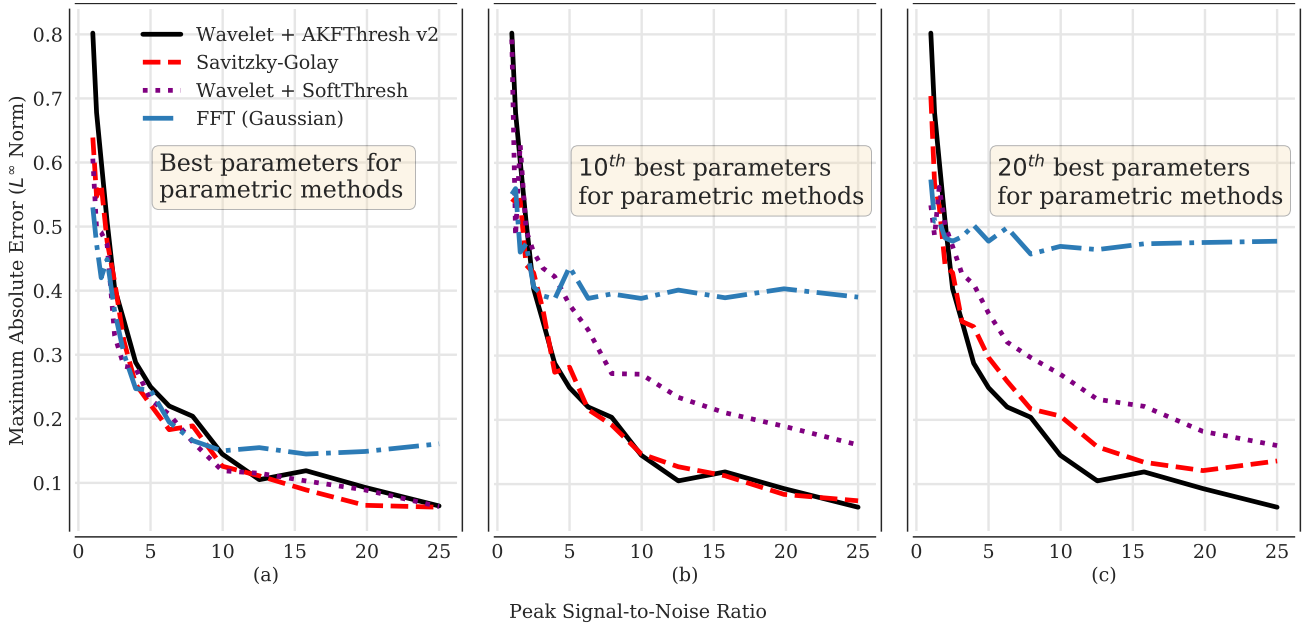 Wavelet + AKFThresh v2
Savitzky-Golay
Wavelet + SoftThresh
FFT (Gaussian)
Best parameters for
parametric methods
10th best parameters
for parametric methods
20th best parameters
for parametric methods
Maximum Absolute Error (L∞ Norm)
0.8
0.7
0.6
0.5
0.4
0.3
0.2
0.1
0 5 10 15 20 25
0 5 10 15 20 25
0 5 10 15 20 25
(a) (b) (c)
Peak Signal-to-Noise Ratio